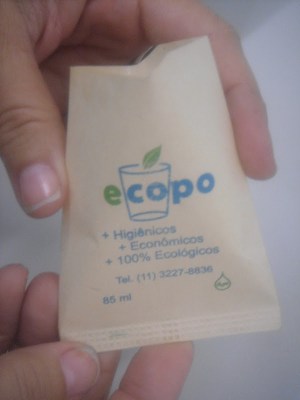 ecopo
+ Higiênicos
+ Econômicos
+ 100% Ecológicos
Tel. (11) 3227-8836
85 ml